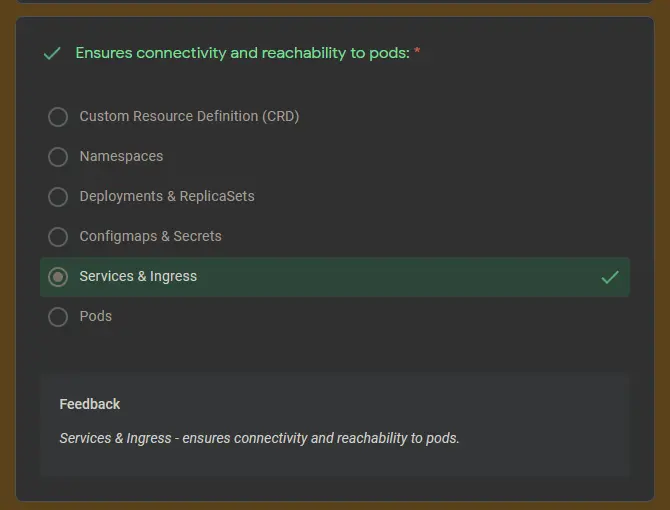 Ensures connectivity and reachability to pods: *
Custom Resource Definition (CRD)
Namespaces
Deployments & ReplicaSets
Configmaps & Secrets
Services & Ingress
Pods
Feedback
Services & Ingress - ensures connectivity and reachability to pods.